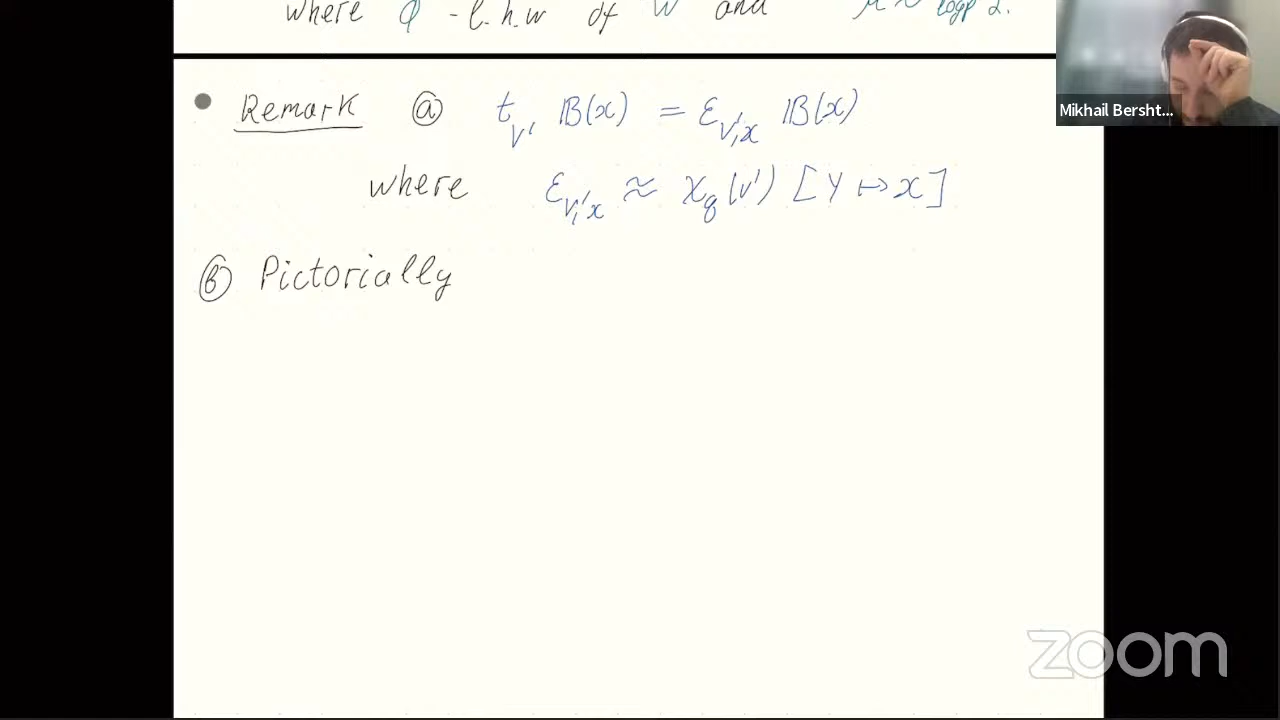 where Q - l.h.w of W and
Mikhail Bersht...
Remark ⓐ t_{V'} 𝔹(x) = ε_{V',x} 𝔹(x)
where ε_{V',x} ≈ χ_q(V') [Y ↦ x]
ⓑ Pictorially
zoom